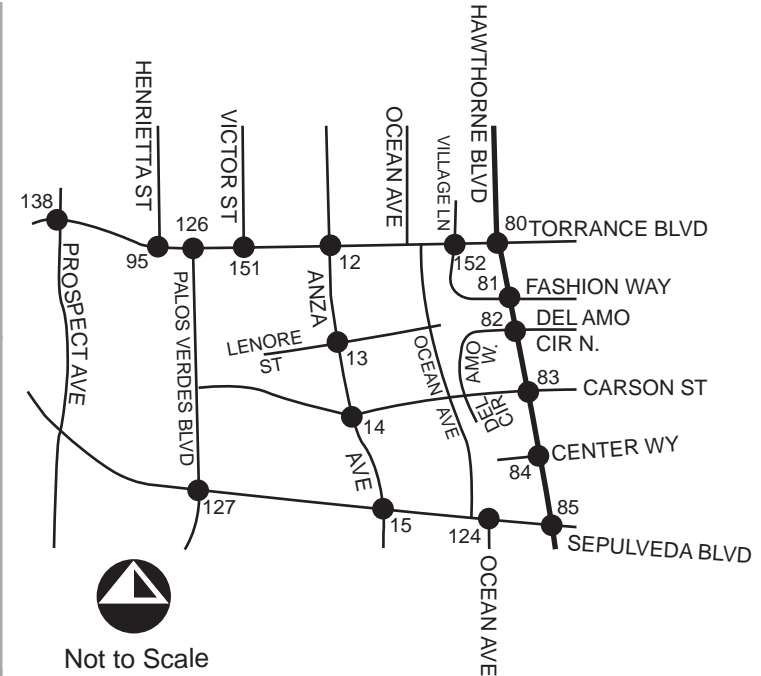 HAWTHORNE BLVD
HENRIETTA ST
VICTOR ST
OCEAN AVE
VILLAGE LN
138
126
80
TORRANCE BLVD
95
151
12
152
PROSPECT AVE
PALOS VERDES BLVD
ANZA
81
FASHION WAY
82
DEL AMO
CIR N.
LENORE
ST
13
OCEAN AVE
DEL AMO
CIR W.
83
CARSON ST
14
AVE
CENTER WY
84
127
15
124
85
SEPULVEDA BLVD
OCEAN AVE
Not to Scale